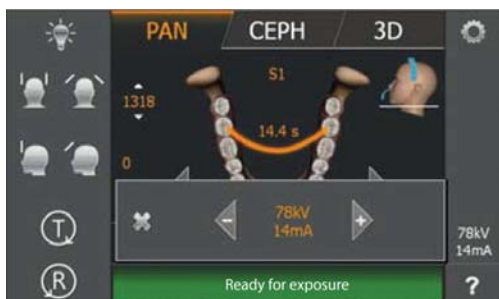 PAN CEPH 3D
S1
1318
14.4 s
0
78kV
14mA
78kV
14mA
T
R
Ready for exposure
?